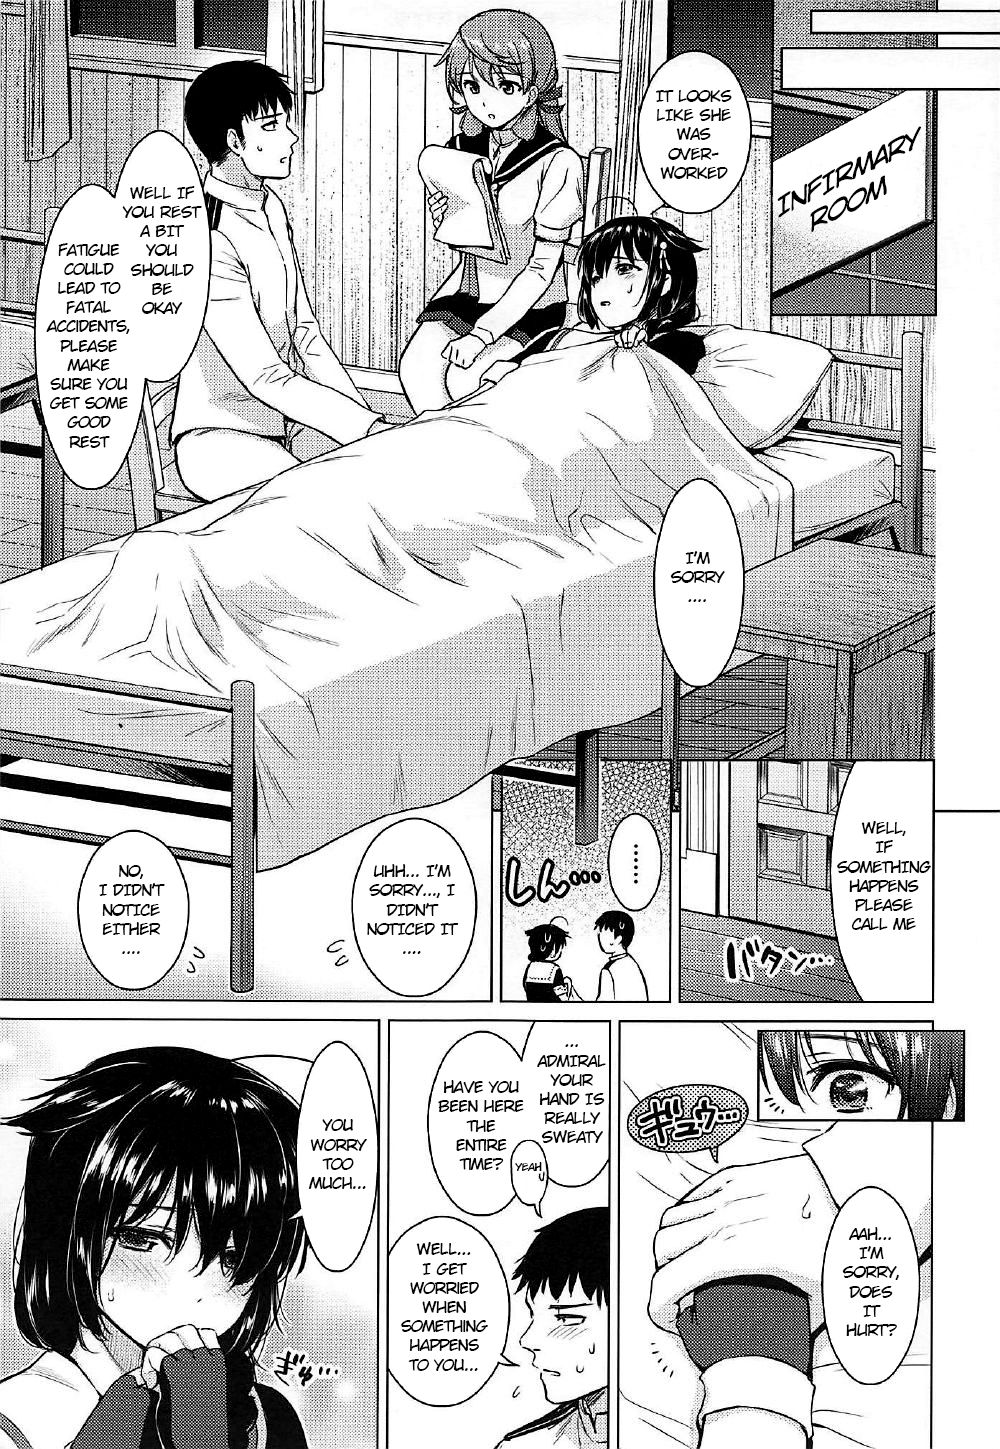 INFIRMARY
ROOM
IT LOOKS
LIKE SHE
WAS
OVER-
WORKED
WELL IF
YOU REST
A BIT
YOU
SHOULD
BE
OKAY
FATIGUE
COULD
LEAD TO
FATAL
ACCIDENTS,
PLEASE
MAKE
SURE YOU
GET SOME
GOOD
REST
I'M
SORRY
....
WELL,
IF
SOMETHING
HAPPENS
PLEASE
CALL ME
バタン…
......
しん…
UHH... I'M
SORRY..., I
DIDN'T
NOTICED IT
....
NO,
I DIDN'T
NOTICE
EITHER
....
ギュウ…
AAH...
I'M
SORRY,
DOES
IT
HURT?
...
ADMIRAL
YOUR
HAND IS
REALLY
SWEATY
HAVE YOU
BEEN HERE
THE
ENTIRE
TIME?
YEAH
WELL...
I GET
WORRIED
WHEN
SOMETHING
HAPPENS
TO YOU...
YOU
WORRY
TOO
MUCH...
ぎゅ…